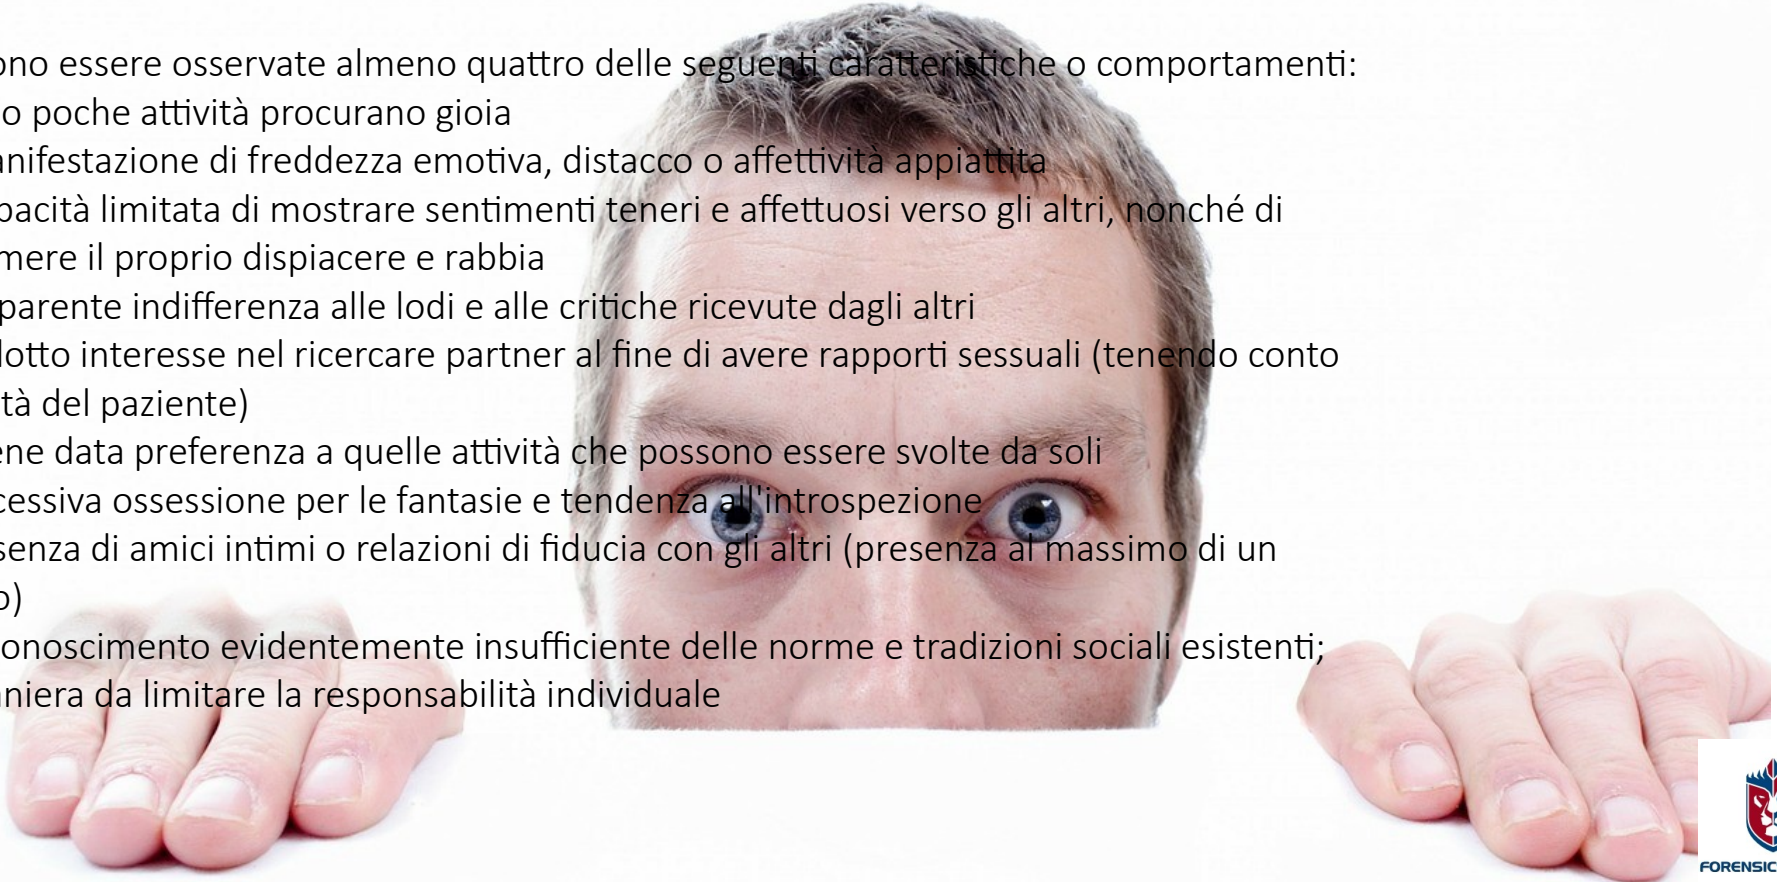 ono essere osservate almeno quattro delle seguenti caratteristiche o comportamenti:
o poche attività procurano gioia
anifestazione di freddezza emotiva, distacco o affettività appiattita
pacità limitata di mostrare sentimenti teneri e affettuosi verso gli altri, nonché di
mere il proprio dispiacere e rabbia
parente indifferenza alle lodi e alle critiche ricevute dagli altri
lotto interesse nel ricercare partner al fine di avere rapporti sessuali (tenendo conto
tà del paziente)
ene data preferenza a quelle attività che possono essere svolte da soli
cessiva ossessione per le fantasie e tendenza all'introspezione
senza di amici intimi o relazioni di fiducia con gli altri (presenza al massimo di un
o)
onoscimento evidentemente insufficiente delle norme e tradizioni sociali esistenti;
niera da limitare la responsabilità individuale
FORENSIC